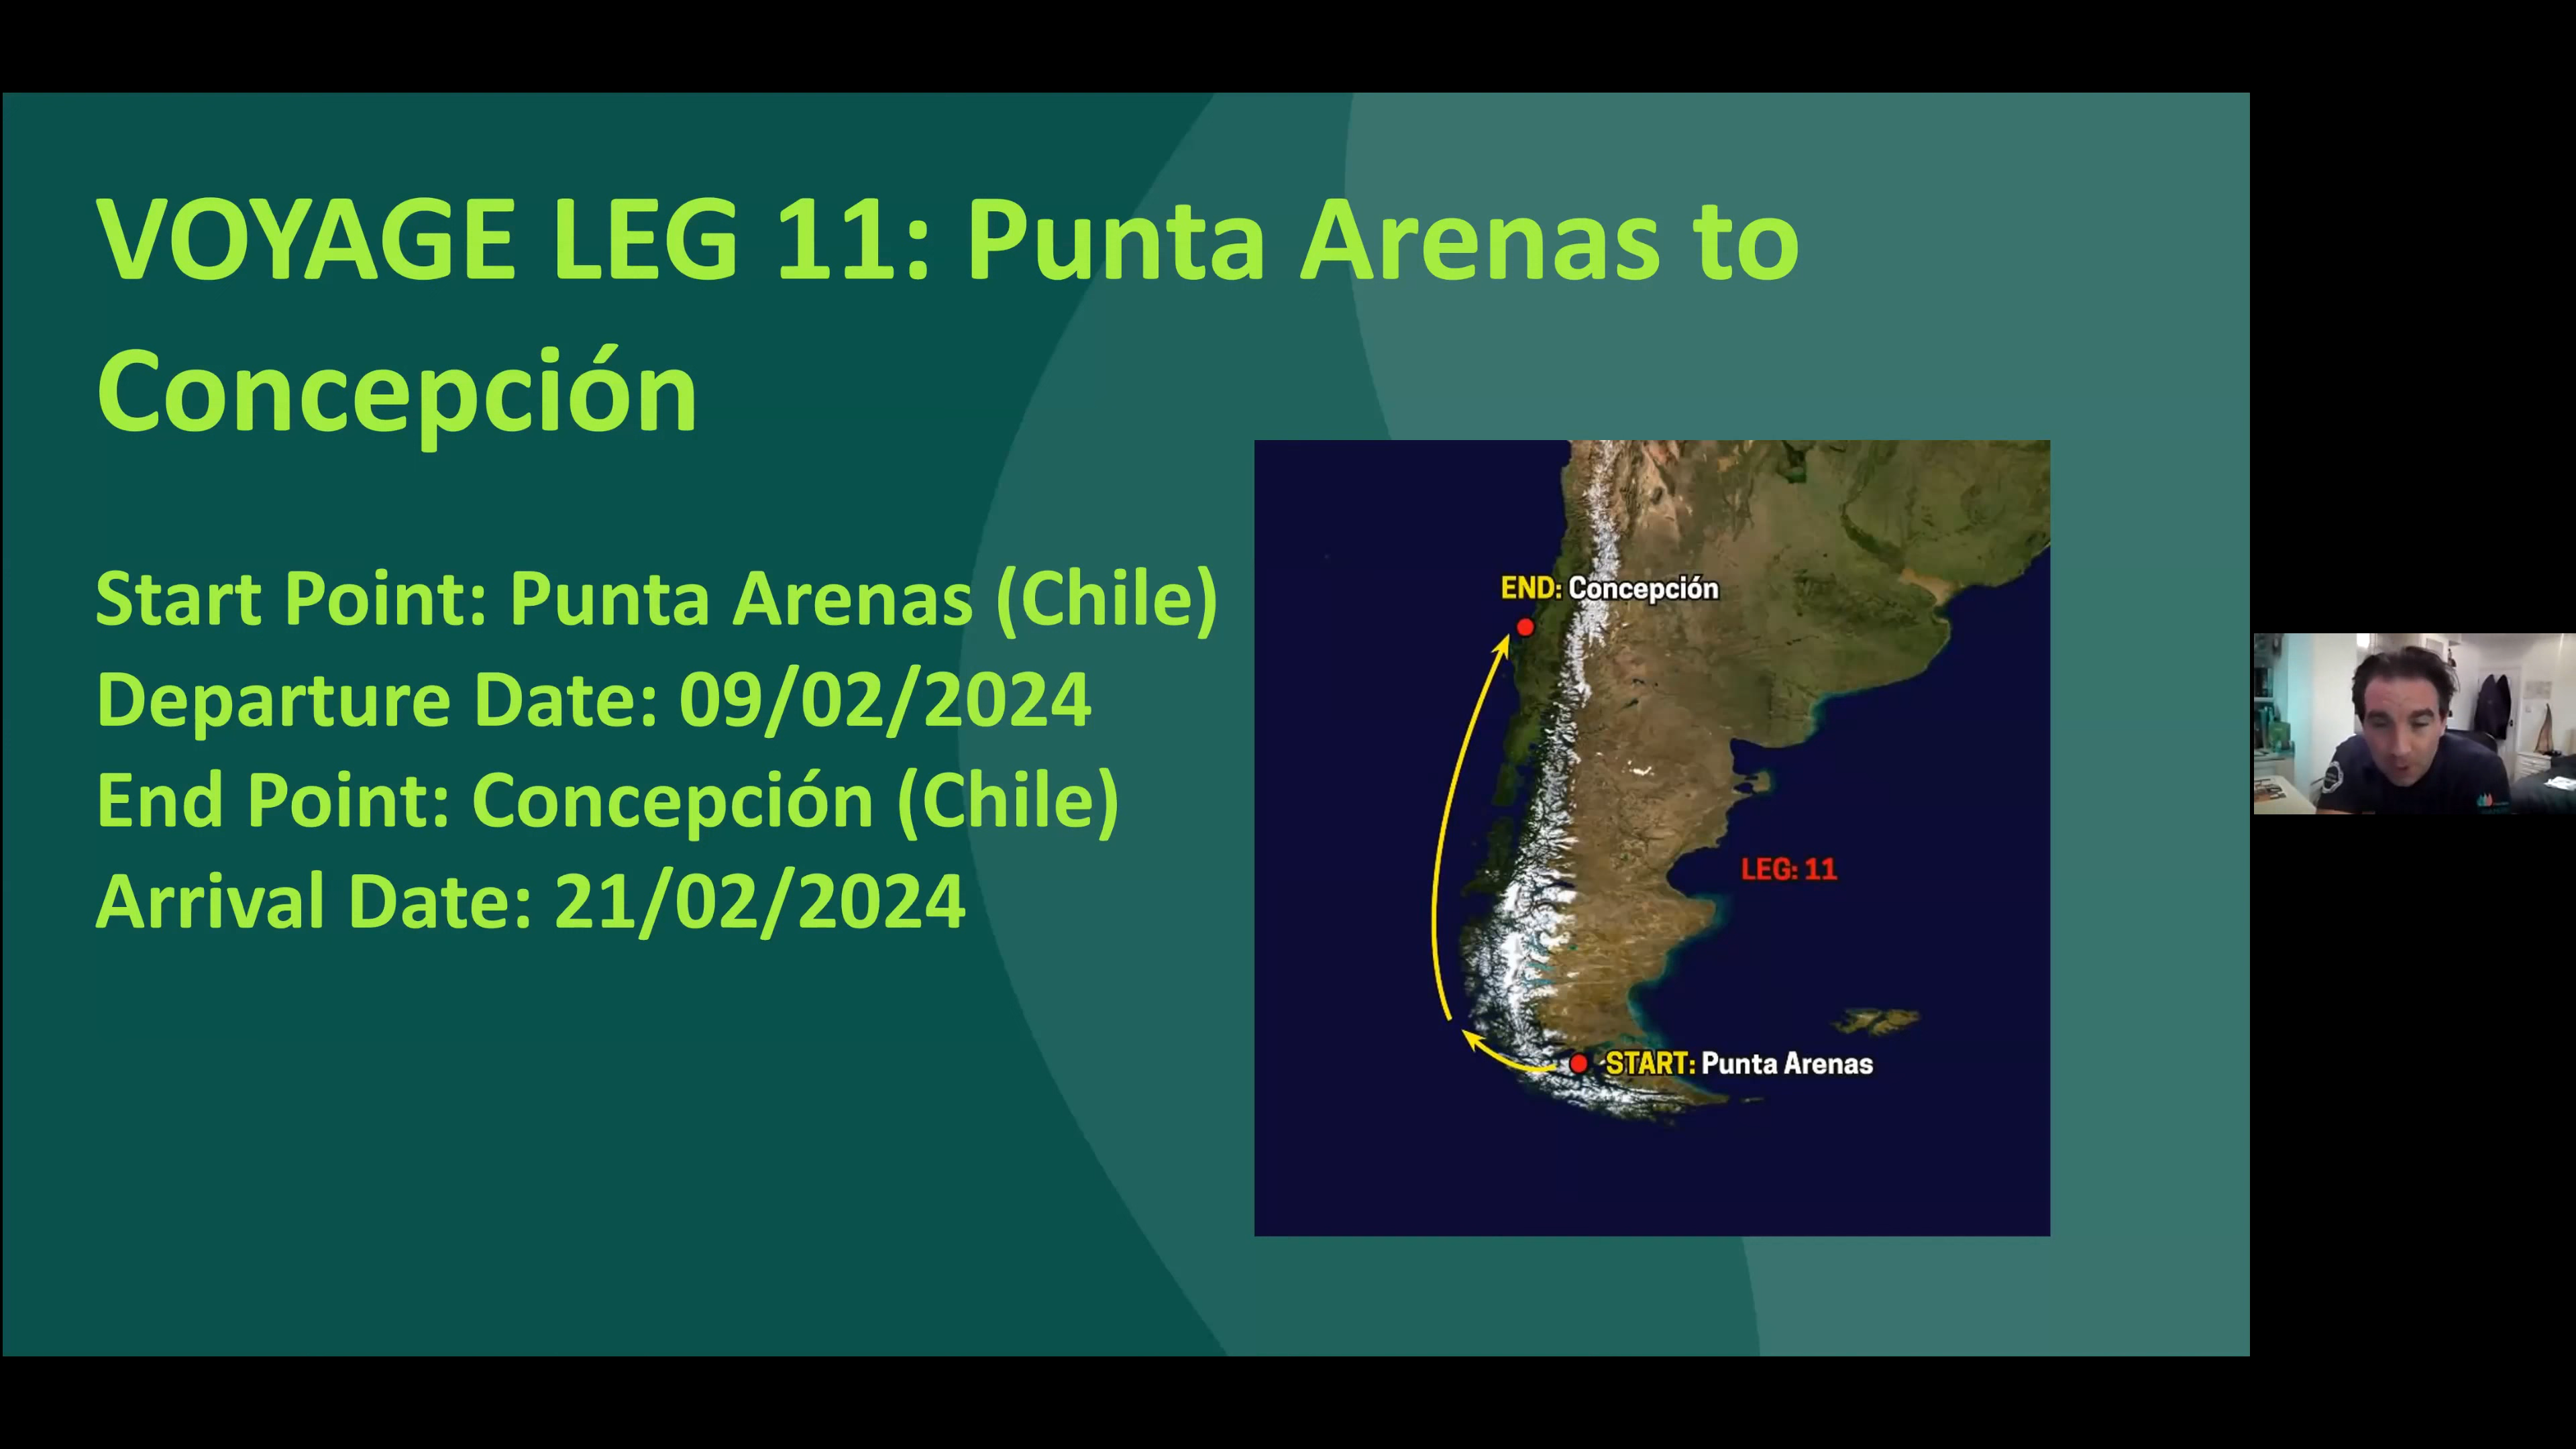 VOYAGE LEG 11: Punta Arenas to
Concepción
Start Point: Punta Arenas (Chile)
Departure Date: 09/02/2024
End Point: Concepción (Chile)
Arrival Date: 21/02/2024
END: Concepción
LEG: 11
START: Punta Arenas